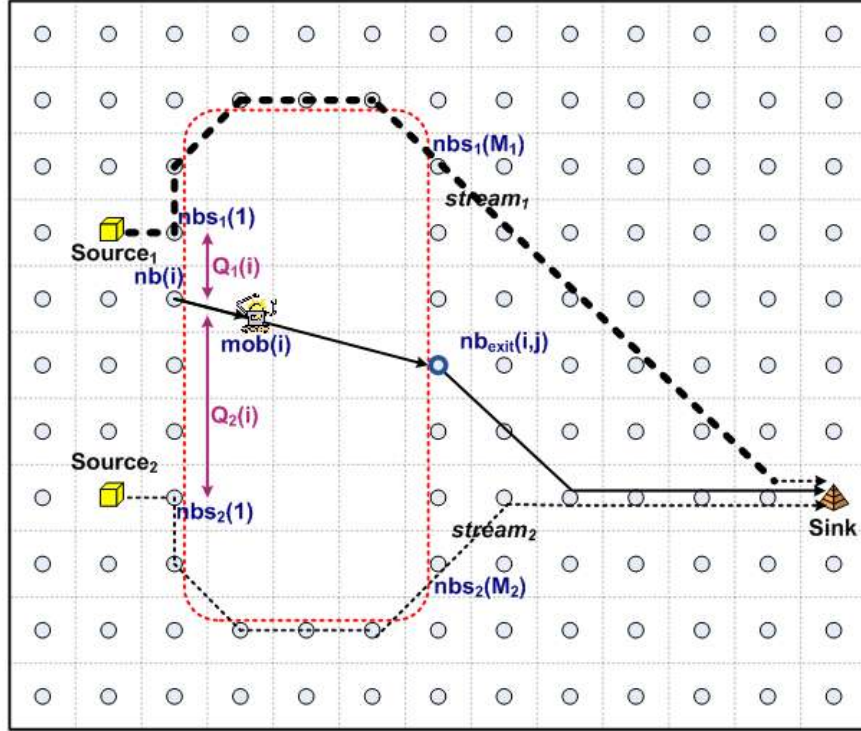 nbs₁(M₁)
stream₁
nbs₁(1)
Source₁
Q₁(i)
nb(i)
mob(i)
nb_exit(i,j)
Q₂(i)
Source₂
nbs₂(1)
stream₂
Sink
nbs₂(M₂)